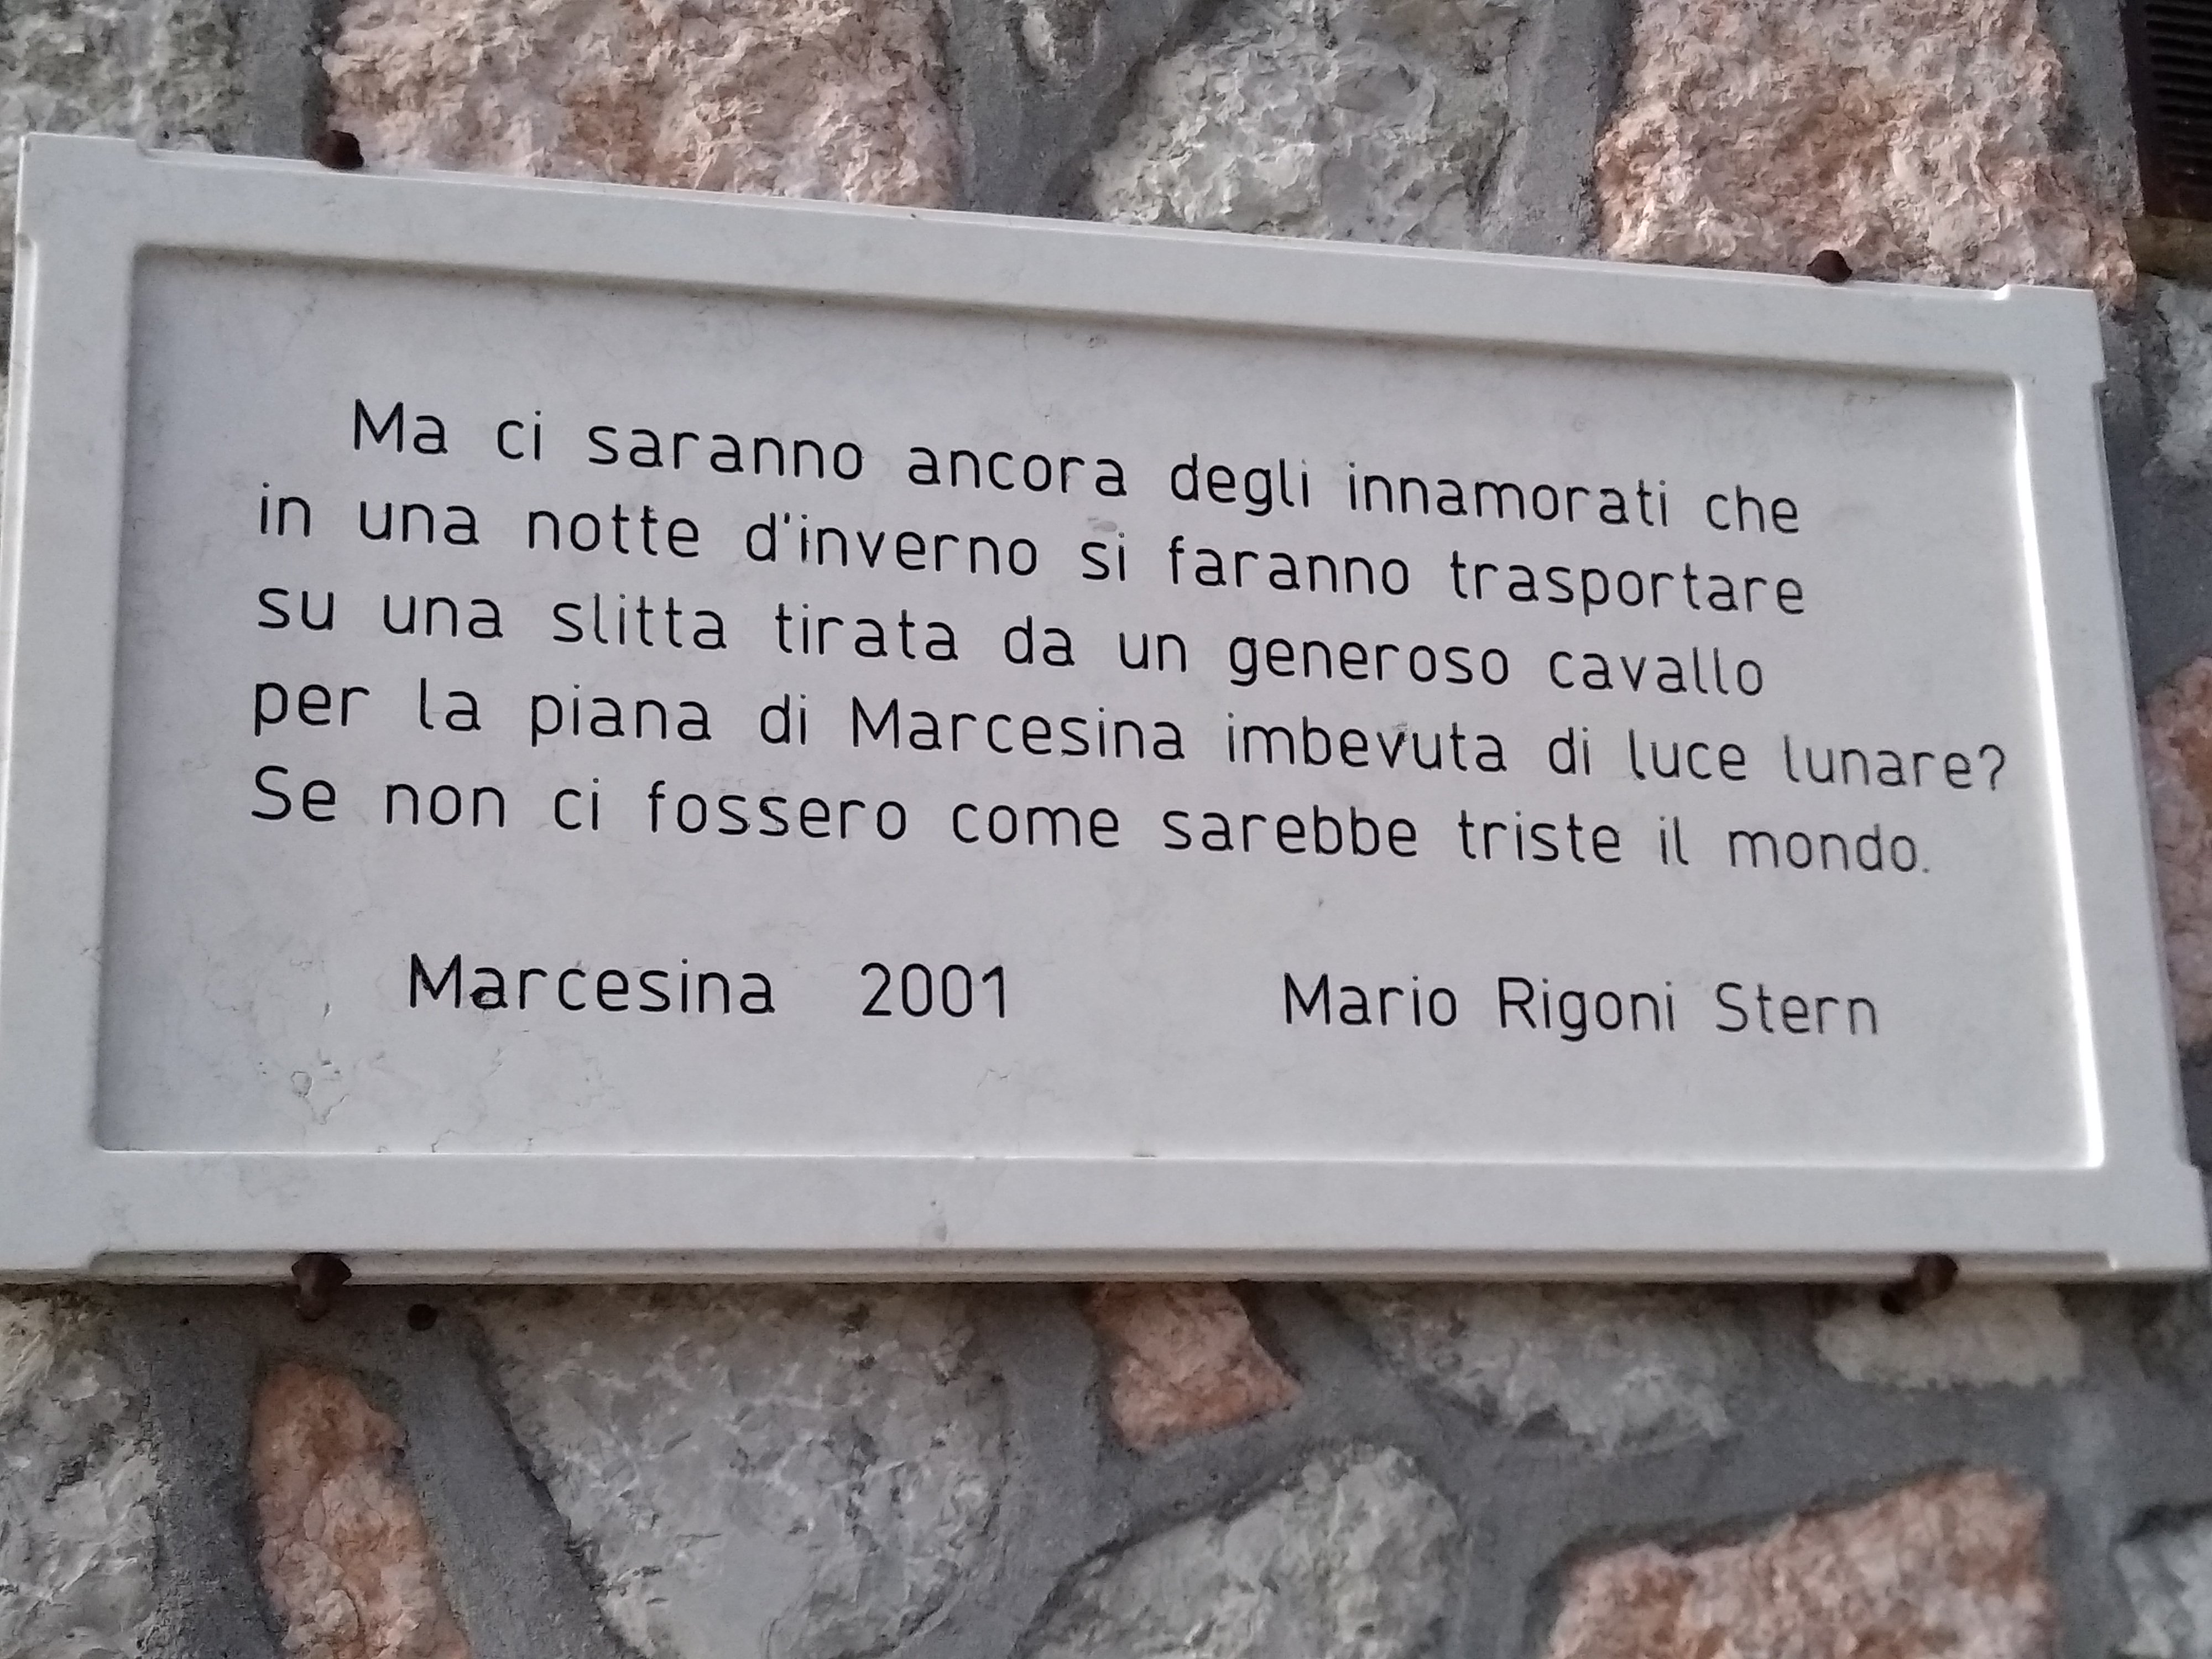 Ma ci saranno ancora degli innamorati che
in una notte d'inverno si faranno trasportare
su una slitta tirata da un generoso cavallo
per la piana di Marcesina imbevuta di luce lunare?
Se non ci fossero come sarebbe triste il mondo.
Marcesina 2001 Mario Rigoni Stern